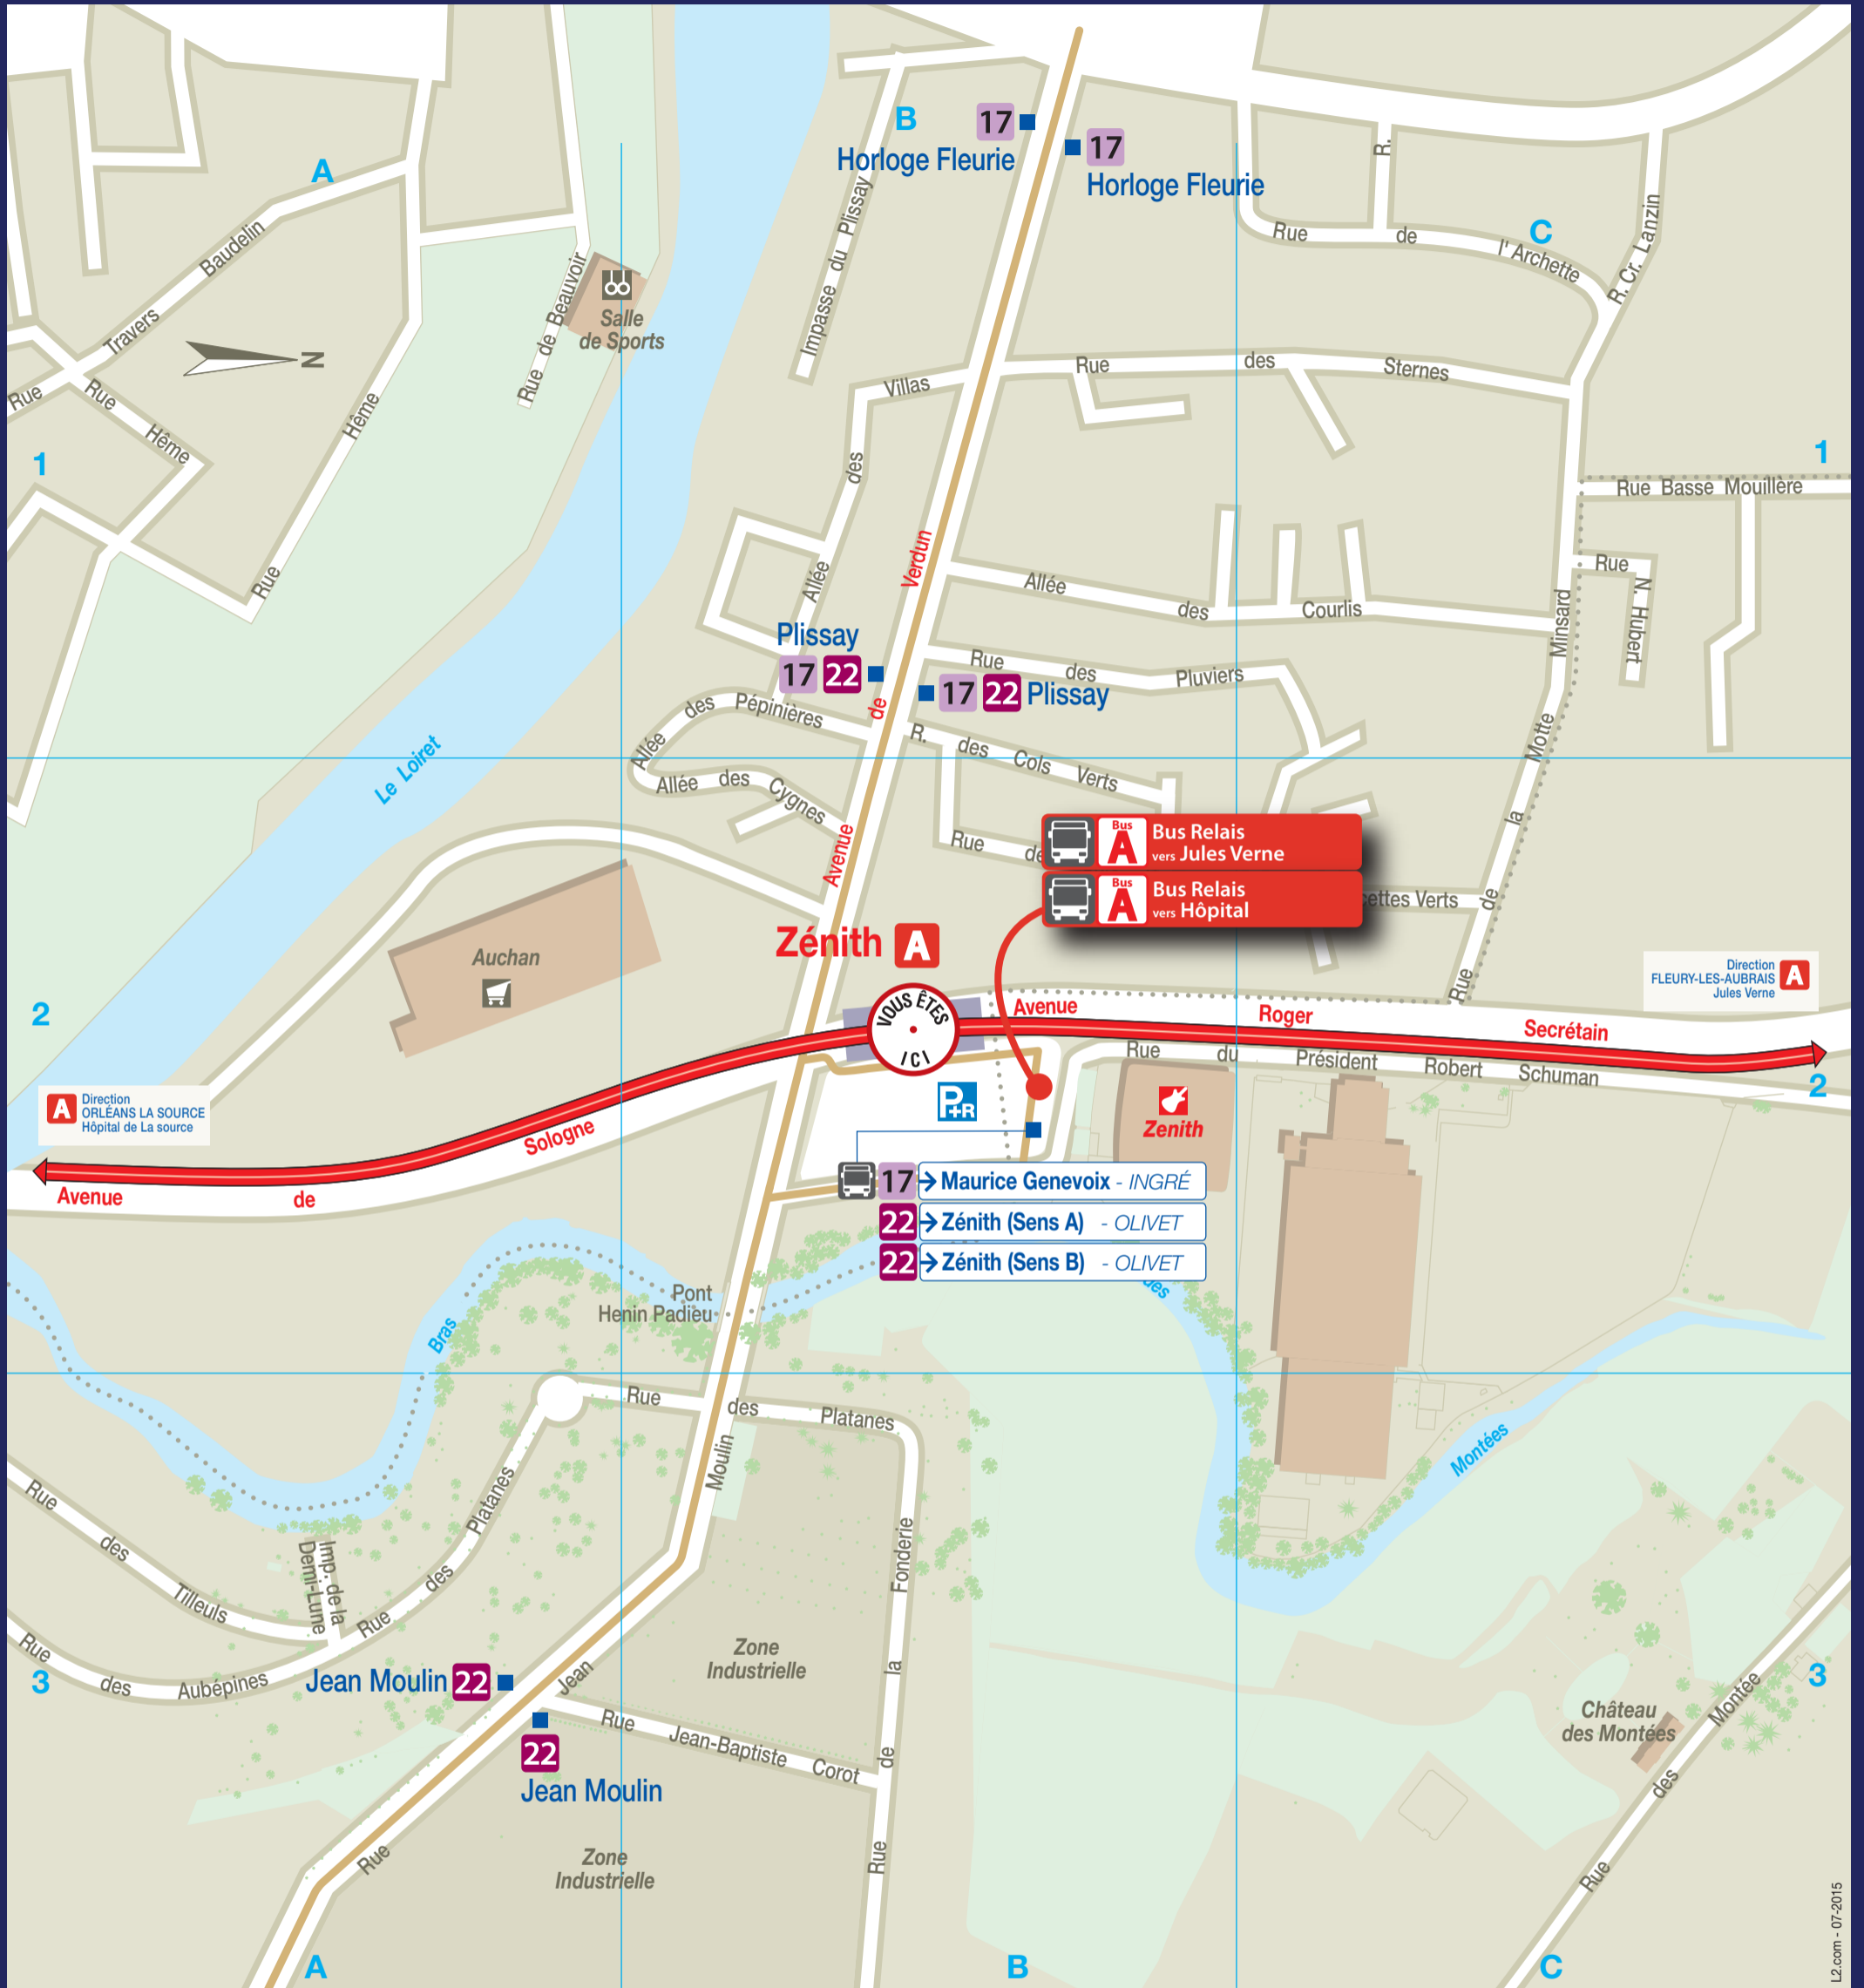 A
B
17
Horloge Fleurie
17
Horloge Fleurie
C
R.
Rue de l' Archette
R. Cr. Lanzin
Impasse du Plissay
Rue Travers Baudelin
Rue de Beauvoir
Salle
de Sports
N
Rue Hême
Rue Hême
Allée des Villas
Rue des Sternes
1
1
Rue Basse Mouillère
Rue N. Hubert
Allée des Courlis
Plissay
17 22
17 22 Plissay
Rue des Pluviers
Allée des Pépinières
R. des Cols Verts
Allée des Cygnes
Avenue de Verdun
Rue de la Motte Minsard
Le Loiret
Rue
Bus
A
Bus Relais
vers Jules Verne
Bus
A
Bus Relais
vers Hôpital
Verts
Auchan
Zénith A
VOUS ÊTES
ICI
2
2
Direction
FLEURY-LES-AUBRAIS
Jules Verne
A
Avenue Roger Secrétain
Rue du Président Robert Schuman
A
Direction
ORLÉANS LA SOURCE
Hôpital de La source
Avenue de Sologne
P+R
Zenith
17 Maurice Genevoix - INGRÉ
22 Zénith (Sens A) - OLIVET
22 Zénith (Sens B) - OLIVET
Pont
Henin Padieu
Bras des Montées
Rue des Platanes
Rue des Platanes
Rue des Tilleuls
Imp. de la
Demi-Lune
Rue des Aubépines
Rue Jean Moulin
Rue de la Fonderie
Zone
Industrielle
3
3
Jean Moulin 22
22
Jean Moulin
Rue Jean-Baptiste Corot
Zone
Industrielle
Château
des Montées
Rue des Montée
A
B
C
L2.com - 07-2015